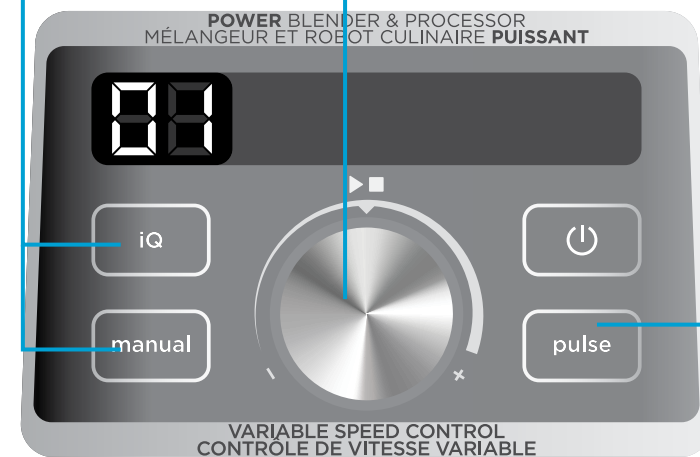 POWER BLENDER & PROCESSOR
MÉLANGEUR ET ROBOT CULINAIRE PUISSANT
01
iQ
manual
pulse
– +
VARIABLE SPEED CONTROL
CONTRÔLE DE VITESSE VARIABLE